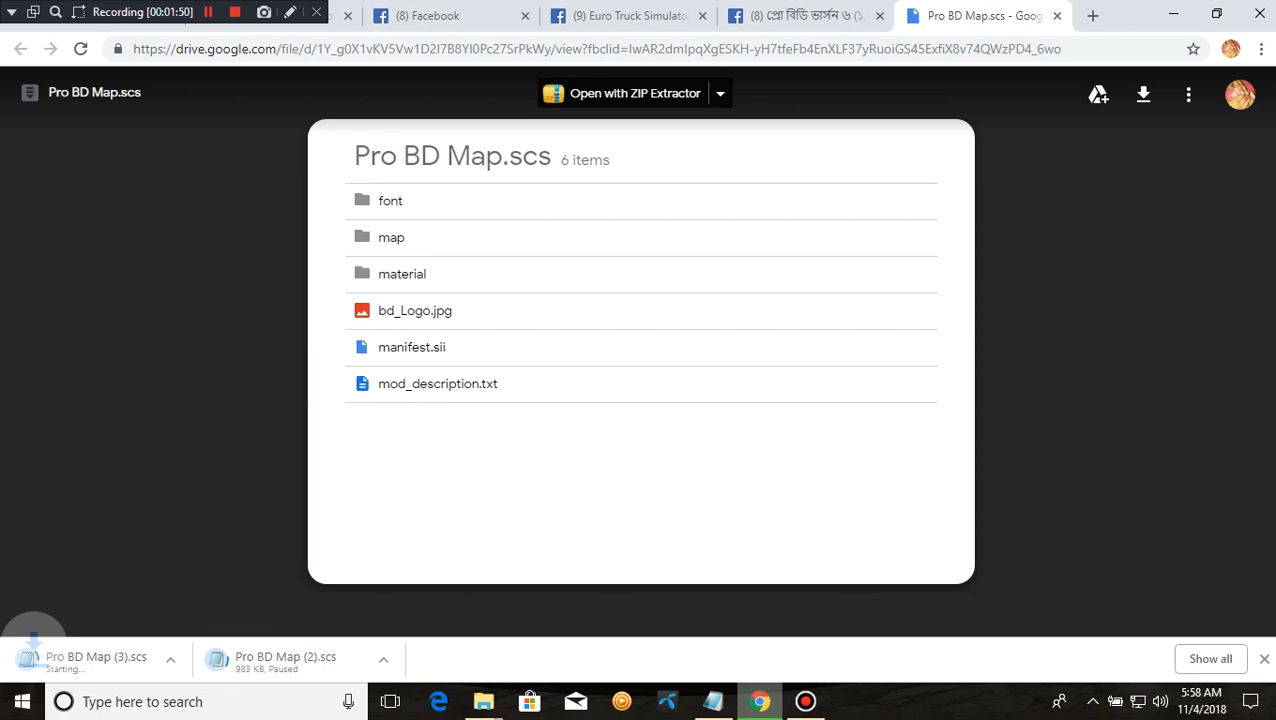 Recording [00:01:50]
(8) Facebook
(9) Euro Truck Simulato
(8) প্রো বিডি ভার্সন ৬ (১.
Pro BD Map.scs - Goog
https://drive.google.com/file/d/1Y_g0X1vKV5Vw1D2I7B8YI0Pc27SrPkWy/view?fbclid=IwAR2dmIpqXgESKH-yH7tfeFb4EnXLF37yRuoiGS45ExfiX8v74QWzPD4_6wo
Pro BD Map.scs
Open with ZIP Extractor
Pro BD Map.scs 6 items
font
map
material
bd_Logo.jpg
manifest.sii
mod_description.txt
Pro BD Map (3).scs
Starting...
Pro BD Map (2).scs
983 KB, Paused
Show all
Type here to search
5:58 AM
11/4/2018